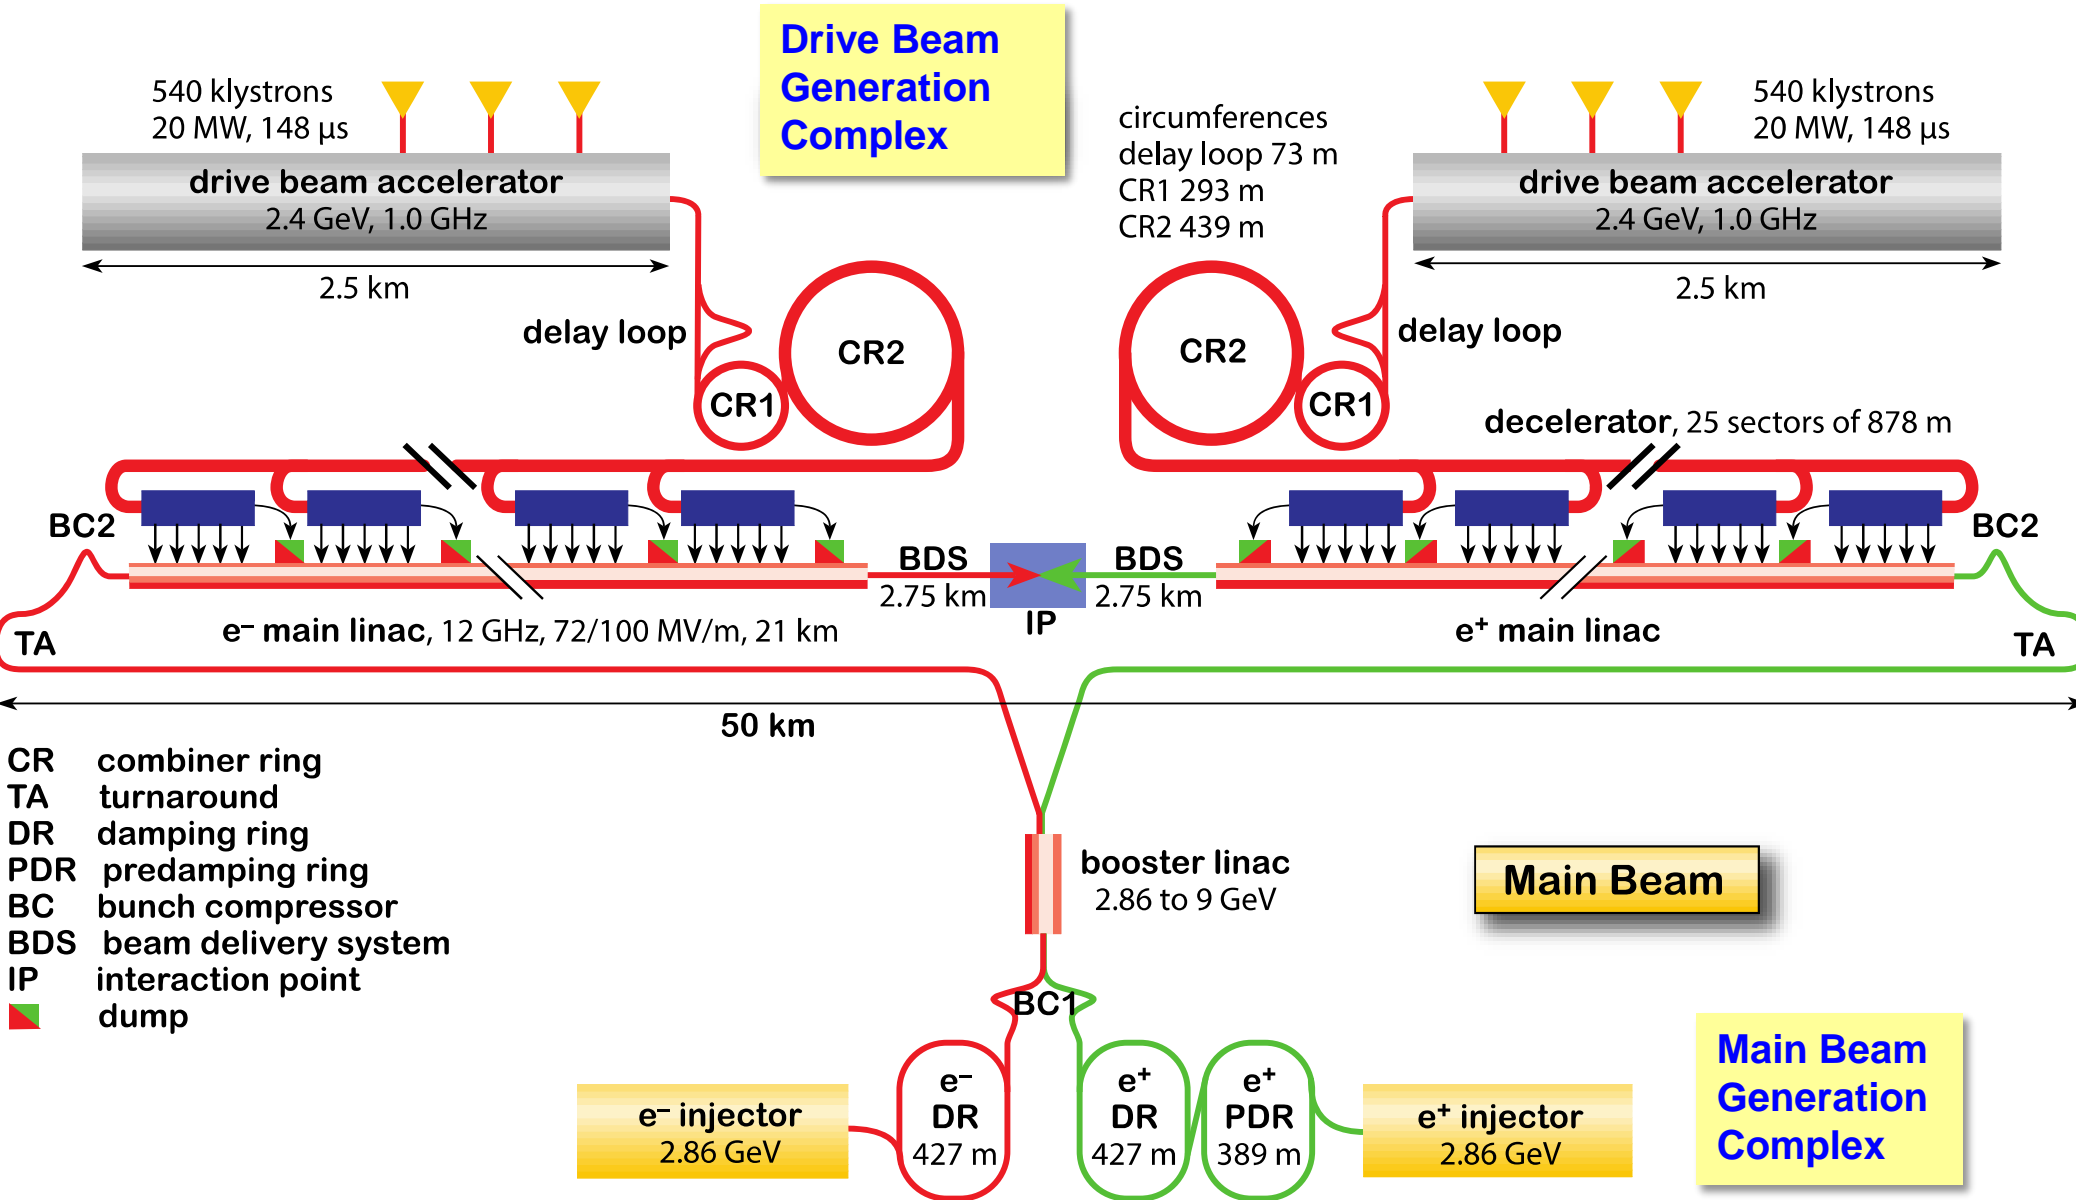 Drive Beam
Generation
Complex
540 klystrons
20 MW, 148 μs
drive beam accelerator
2.4 GeV, 1.0 GHz
2.5 km
circumferences
delay loop 73 m
CR1 293 m
CR2 439 m
540 klystrons
20 MW, 148 μs
drive beam accelerator
2.4 GeV, 1.0 GHz
2.5 km
delay loop
CR1
CR2
CR2
CR1
delay loop
decelerator, 25 sectors of 878 m
BC2
BDS
2.75 km
IP
BDS
2.75 km
BC2
TA
e– main linac, 12 GHz, 72/100 MV/m, 21 km
e+ main linac
TA
50 km
CR combiner ring
TA turnaround
DR damping ring
PDR predamping ring
BC bunch compressor
BDS beam delivery system
IP interaction point
dump
booster linac
2.86 to 9 GeV
Main Beam
BC1
e– injector
2.86 GeV
e–
DR
427 m
e+
DR
427 m
e+
PDR
389 m
e+ injector
2.86 GeV
Main Beam
Generation
Complex